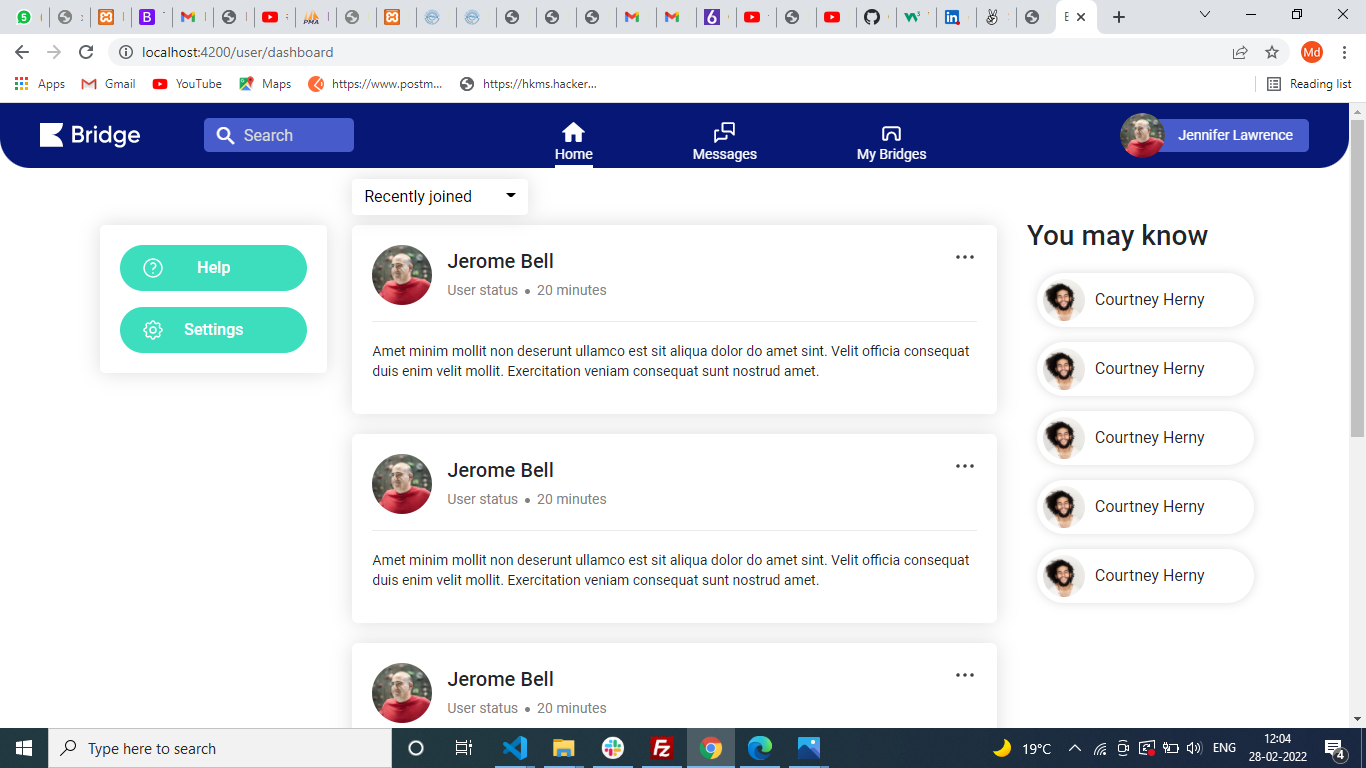 localhost:4200/user/dashboard
Apps
Gmail
YouTube
Maps
https://www.postm...
https://hkms.hacker...
Reading list
Bridge
Search
Home
Messages
My Bridges
Jennifer Lawrence
Recently joined
Help
Settings
Jerome Bell
User status ● 20 minutes
Amet minim mollit non deserunt ullamco est sit aliqua dolor do amet sint. Velit officia consequat
duis enim velit mollit. Exercitation veniam consequat sunt nostrud amet.
Jerome Bell
User status ● 20 minutes
Amet minim mollit non deserunt ullamco est sit aliqua dolor do amet sint. Velit officia consequat
duis enim velit mollit. Exercitation veniam consequat sunt nostrud amet.
Jerome Bell
User status ● 20 minutes
You may know
Courtney Herny
Courtney Herny
Courtney Herny
Courtney Herny
Courtney Herny
Md
Type here to search
19°C
ENG
12:04
28-02-2022
4